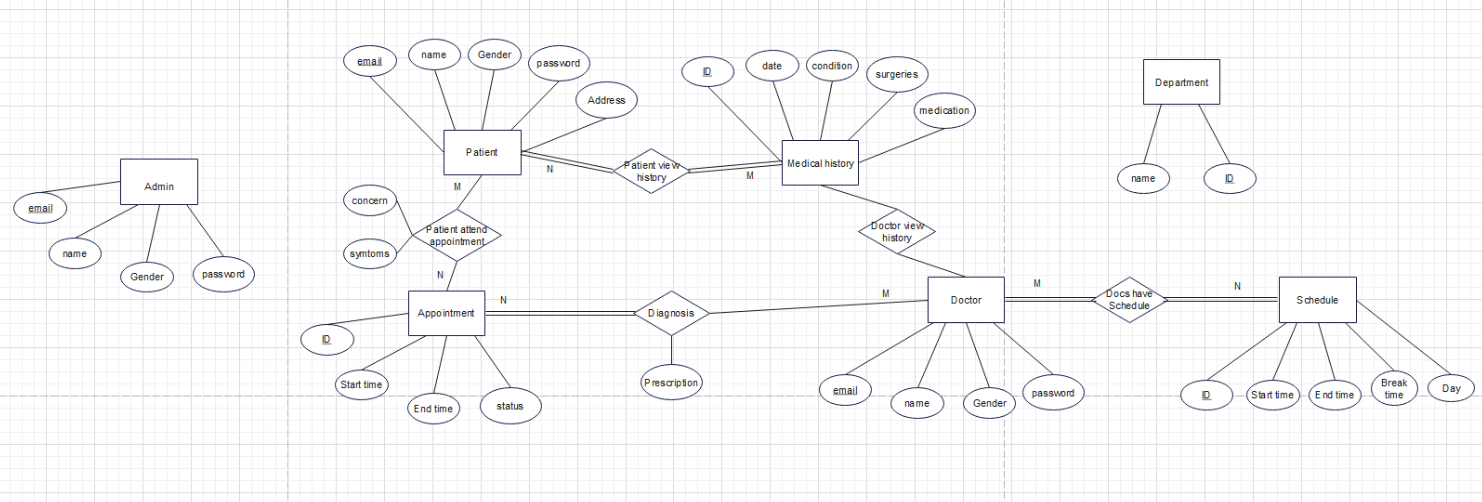 email
name
Gender
password
Address
Patient
N
Patient view
history
M
ID
date
condition
surgeries
medication
Medical history
Department
name
ID
Admin
email
name
Gender
password
M
concern
symtoms
Patient attend
appointment
N
Doctor view
history
Appointment
N
Diagnosis
M
Doctor
M
Docs have
Schedule
N
Schedule
ID
Start time
End time
status
Prescription
email
name
Gender
password
ID
Start time
End time
Break
time
Day